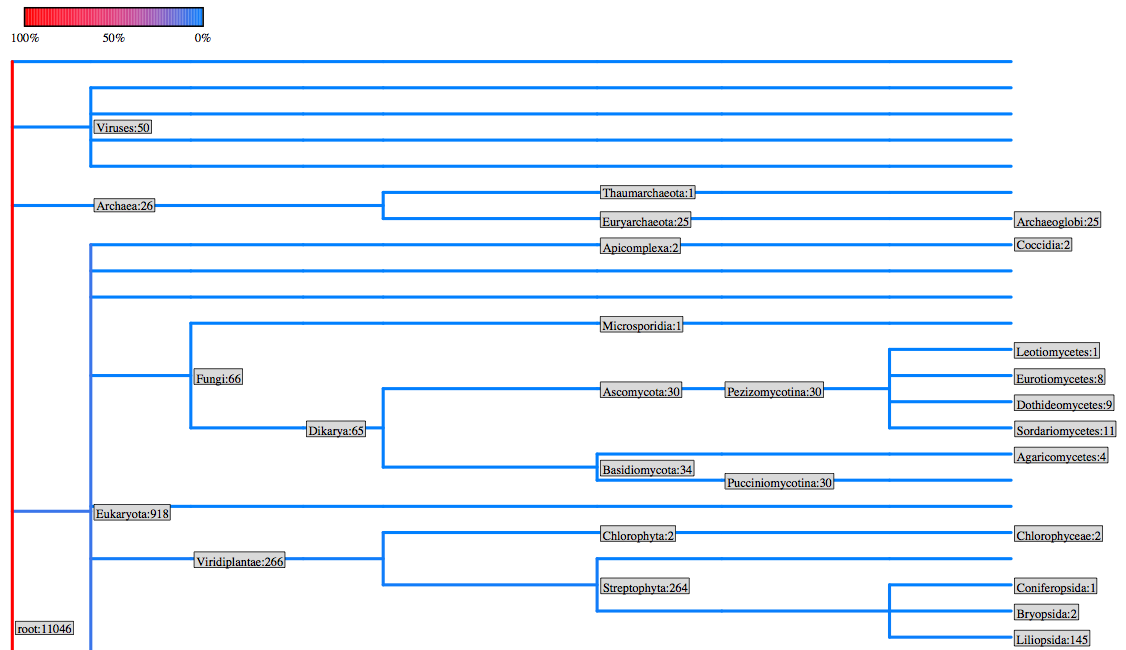 100% 50% 0%
Viruses:50
Thaumarchaeota:1
Archaea:26
Euryarchaeota:25 Archaeoglobi:25
Apicomplexa:2 Coccidia:2
Microsporidia:1
Leotiomycetes:1
Fungi:66 Eurotiomycetes:8
Ascomycota:30 Pezizomycotina:30
Dothideomycetes:9
Dikarya:65 Sordariomycetes:11
Agaricomycetes:4
Basidiomycota:34
Pucciniomycotina:30
Eukaryota:918
Chlorophyta:2 Chlorophyceae:2
Viridiplantae:266
Streptophyta:264 Coniferopsida:1
Bryopsida:2
root:11046
Liliopsida:145